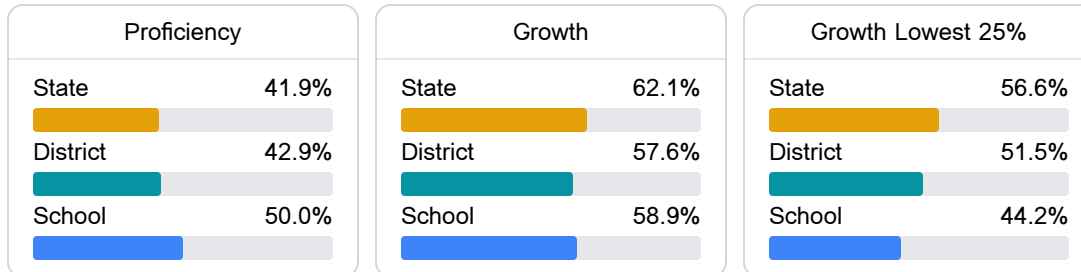 Proficiency
State 41.9%
District 42.9%
School 50.0%
Growth
State 62.1%
District 57.6%
School 58.9%
Growth Lowest 25%
State 56.6%
District 51.5%
School 44.2%